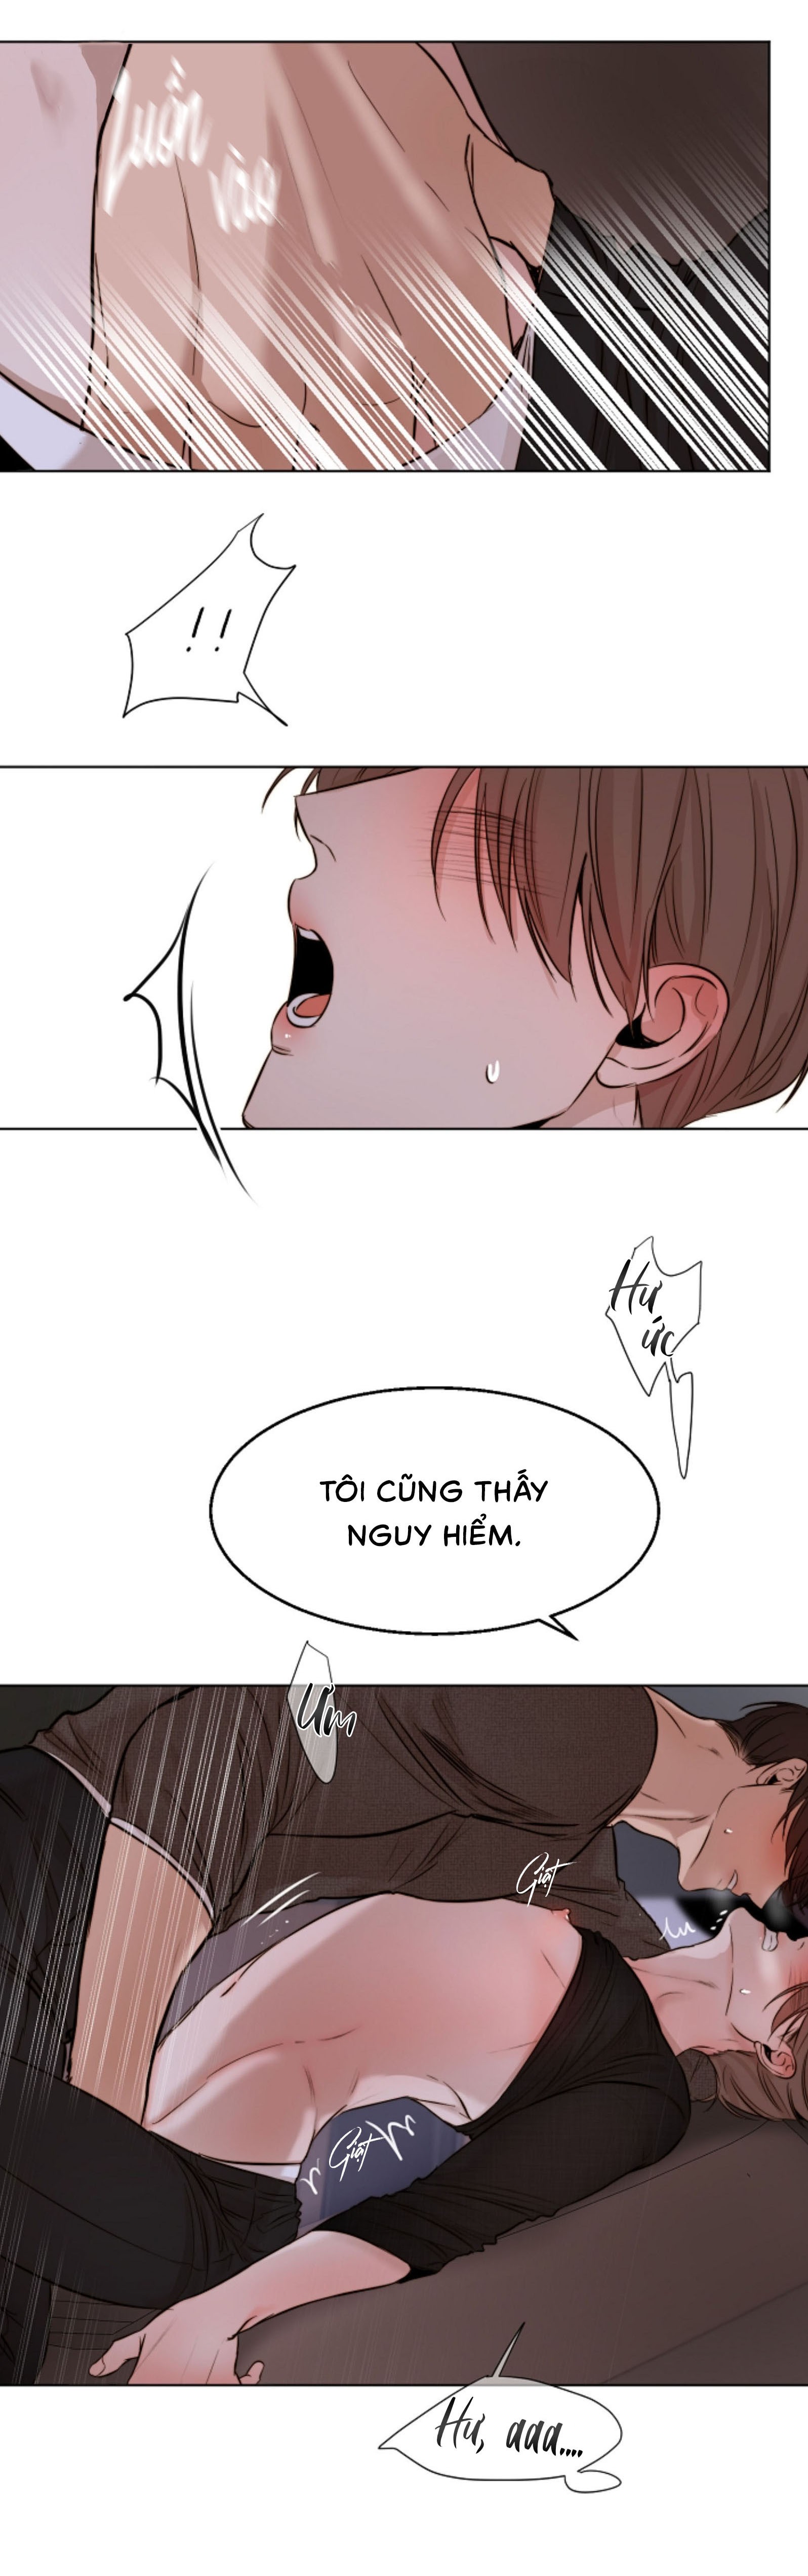 Luồn
vào
!!
Hư
ức
TÔI CŨNG THẤY
NGUY HIỂM.
Ưm
Giật
Giật
Hư, aaa....